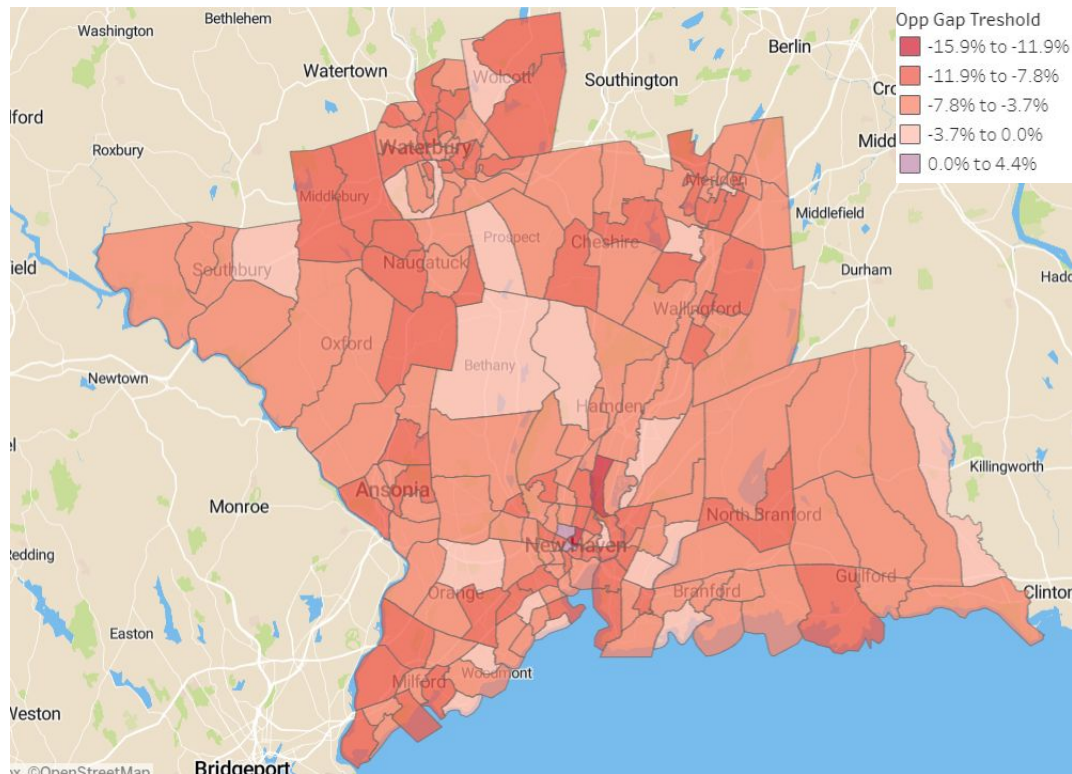 Opp Gap Treshold
-15.9% to -11.9%
-11.9% to -7.8%
-7.8% to -3.7%
-3.7% to 0.0%
0.0% to 4.4%
Washington
Bethlehem
Watertown
Southington
Berlin
Wolcott
Roxbury
Waterbury
Middlebury
Meriden
Middlefield
Prospect
Cheshire
Naugatuck
Southbury
Durham
Wallingford
Oxford
Bethany
Newtown
Hamden
Killingworth
Ansonia
Monroe
North Branford
New Haven
Guilford
Orange
Branford
Clinton
Easton
Woodmont
Milford
Weston
Bridgeport
©OpenStreetMap